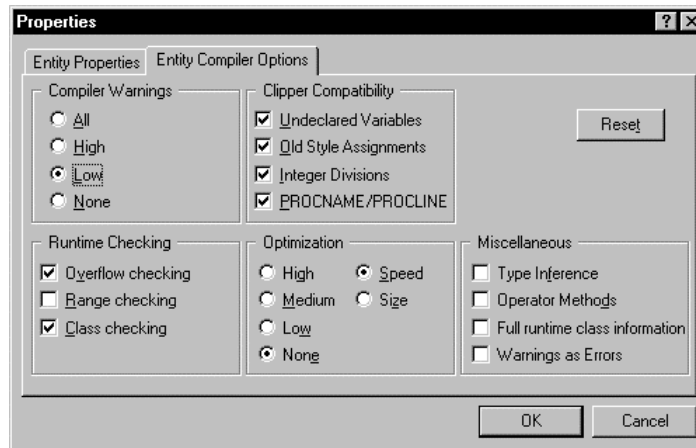 Properties
Entity Properties
Entity Compiler Options
Compiler Warnings
All
High
Low
None
Clipper Compatibility
Undeclared Variables
Old Style Assignments
Integer Divisions
PROCNAME/PROCLINE
Reset
Runtime Checking
Overflow checking
Range checking
Class checking
Optimization
High
Speed
Medium
Size
Low
None
Miscellaneous
Type Inference
Operator Methods
Full runtime class information
Warnings as Errors
OK
Cancel